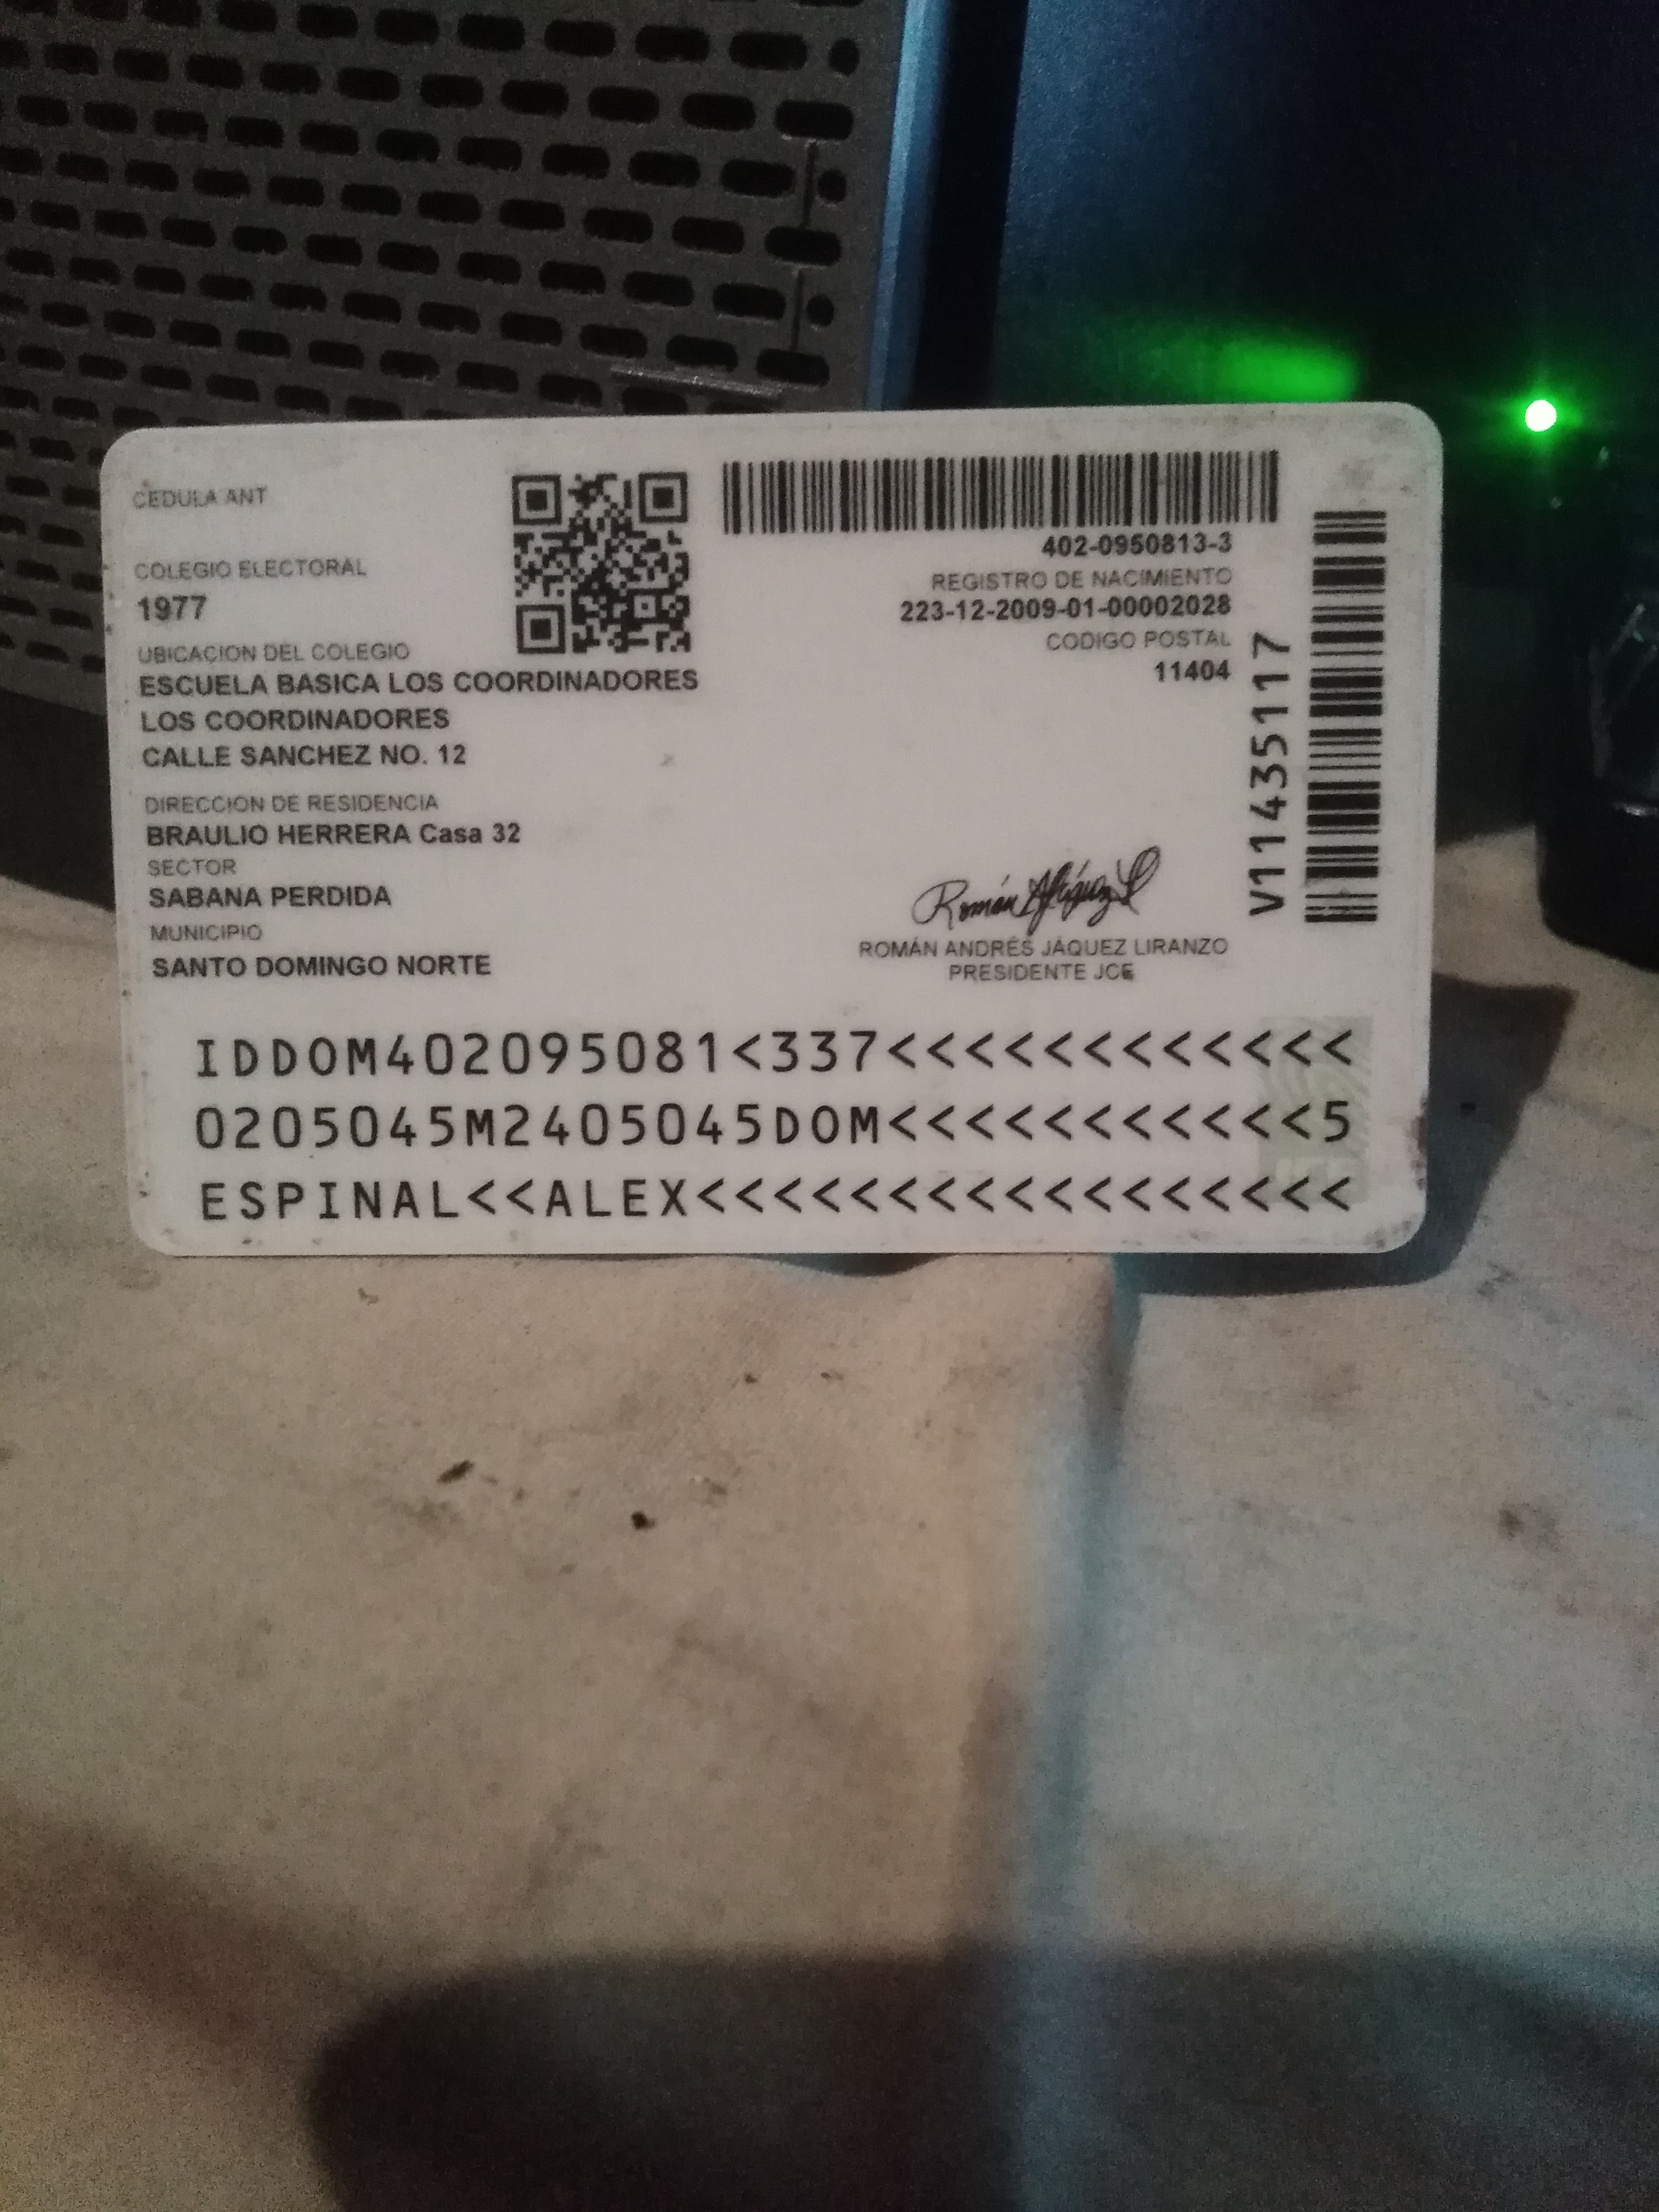 CEDULA ANT
COLEGIO ELECTORAL
1977
UBICACION DEL COLEGIO
ESCUELA BASICA LOS COORDINADORES
LOS COORDINADORES
CALLE SANCHEZ NO. 12
DIRECCION DE RESIDENCIA
BRAULIO HERRERA Casa 32
SECTOR
SABANA PERDIDA
MUNICIPIO
SANTO DOMINGO NORTE
402-0950813-3
REGISTRO DE NACIMIENTO
223-12-2009-01-00002028
CODIGO POSTAL
11404
V11435117
ROMÁN ANDRÉS JÁQUEZ LIRANZO
PRESIDENTE JCE
IDDOM402095081<337<<<<<<<<<<<<
0205045M2405045DOM<<<<<<<<<<<5
ESPINAL<<ALEX<<<<<<<<<<<<<<<<<